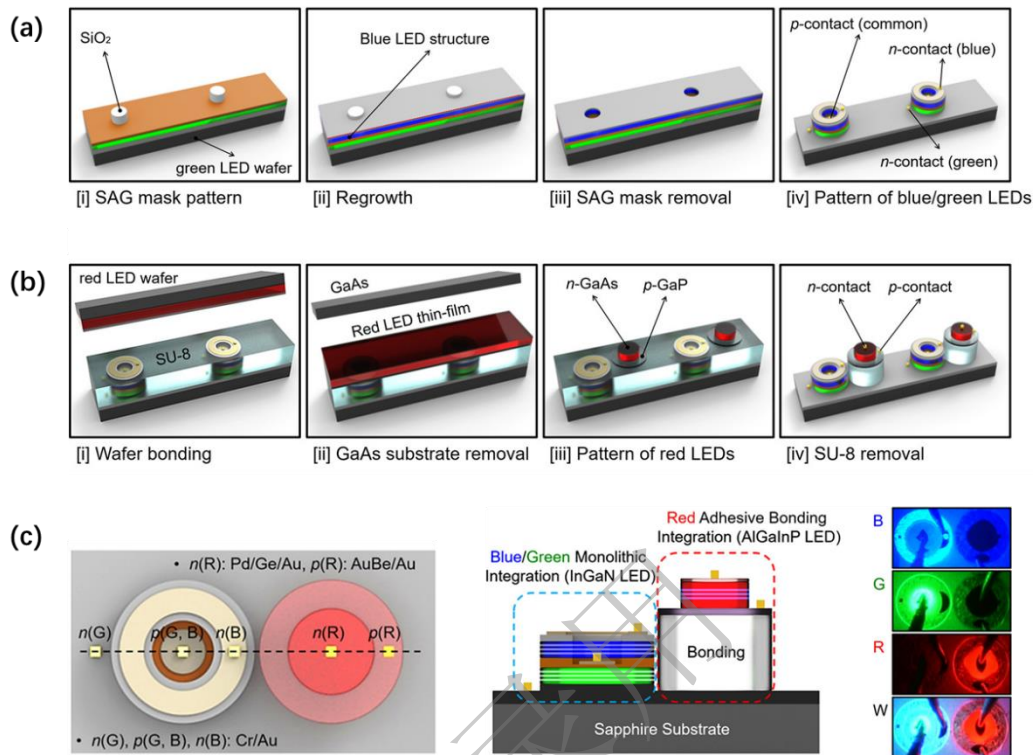 (a)
SiO₂
green LED wafer
[i] SAG mask pattern
Blue LED structure
[ii] Regrowth
[iii] SAG mask removal
p-contact (common)
n-contact (blue)
n-contact (green)
[iv] Pattern of blue/green LEDs
(b)
red LED wafer
SU-8
[i] Wafer bonding
GaAs
Red LED thin-film
[ii] GaAs substrate removal
n-GaAs
p-GaP
[iii] Pattern of red LEDs
n-contact
p-contact
[iv] SU-8 removal
(c)
• n(R): Pd/Ge/Au, p(R): AuBe/Au
n(G) p(G, B) n(B) n(R) p(R)
• n(G), p(G, B), n(B): Cr/Au
Blue/Green Monolithic
Integration (InGaN LED)
Red Adhesive Bonding
Integration (AlGaInP LED)
Bonding
Sapphire Substrate
B
G
R
W